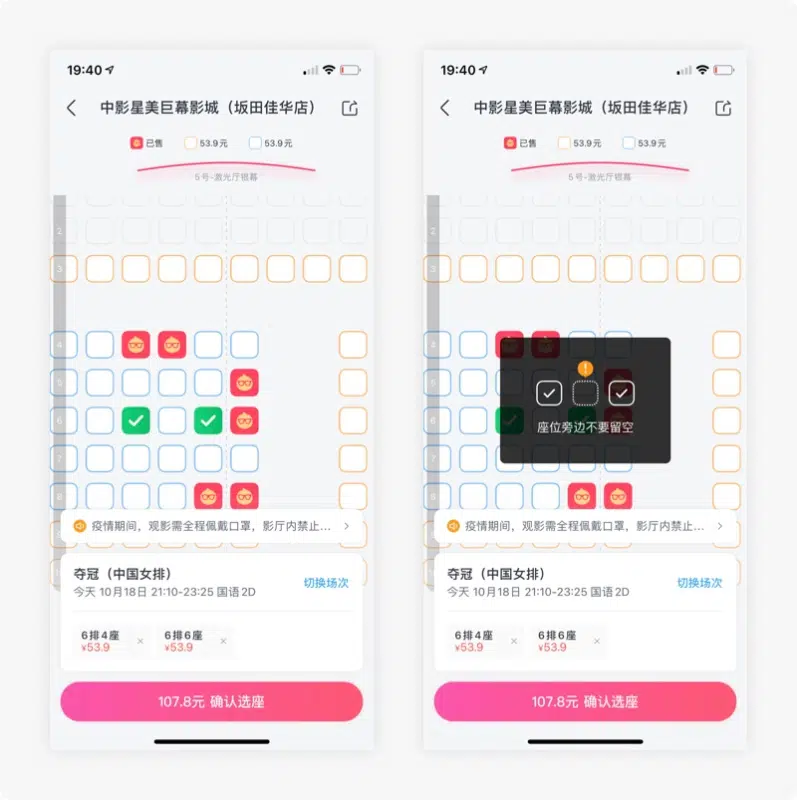 19:40
中影星美巨幕影城（坂田佳华店）
已售 53.9元 53.9元
5号-激光厅银幕
2
3
4
5
6
7
8
疫情期间，观影需全程佩戴口罩，影厅内禁止...
夺冠（中国女排）
今天 10月18日 21:10-23:25 国语2D
切换场次
6排4座 × 6排6座 ×
¥53.9 ¥53.9
107.8元 确认选座
19:40
中影星美巨幕影城（坂田佳华店）
已售 53.9元 53.9元
5号-激光厅银幕
2
3
4
5
6
7
8
座位旁边不要留空
疫情期间，观影需全程佩戴口罩，影厅内禁止...
夺冠（中国女排）
今天 10月18日 21:10-23:25 国语2D
切换场次
6排4座 × 6排6座 ×
¥53.9 ¥53.9
107.8元 确认选座